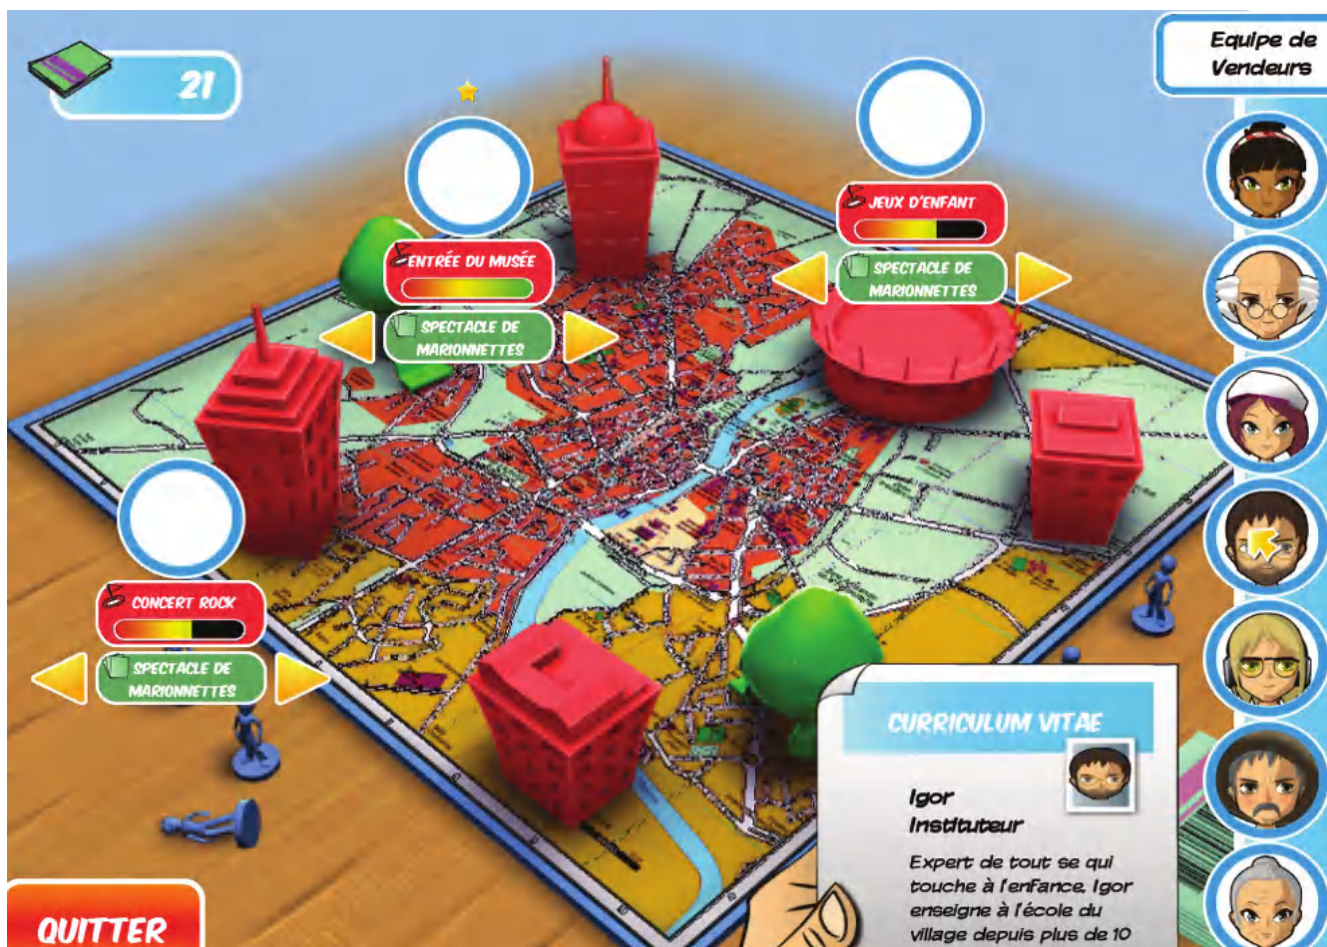 21
Equipe de
Vendeurs
JEUX D'ENFANT
SPECTACLE DE
MARIONNETTES
ENTRÉE DU MUSÉE
SPECTACLE DE
MARIONNETTES
CONCERT ROCK
SPECTACLE DE
MARIONNETTES
CURRICULUM VITAE
Igor
Instituteur
Expert de tout se qui
touche à l'enfance, Igor
enseigne à l'école du
village depuis plus de 10
QUITTER